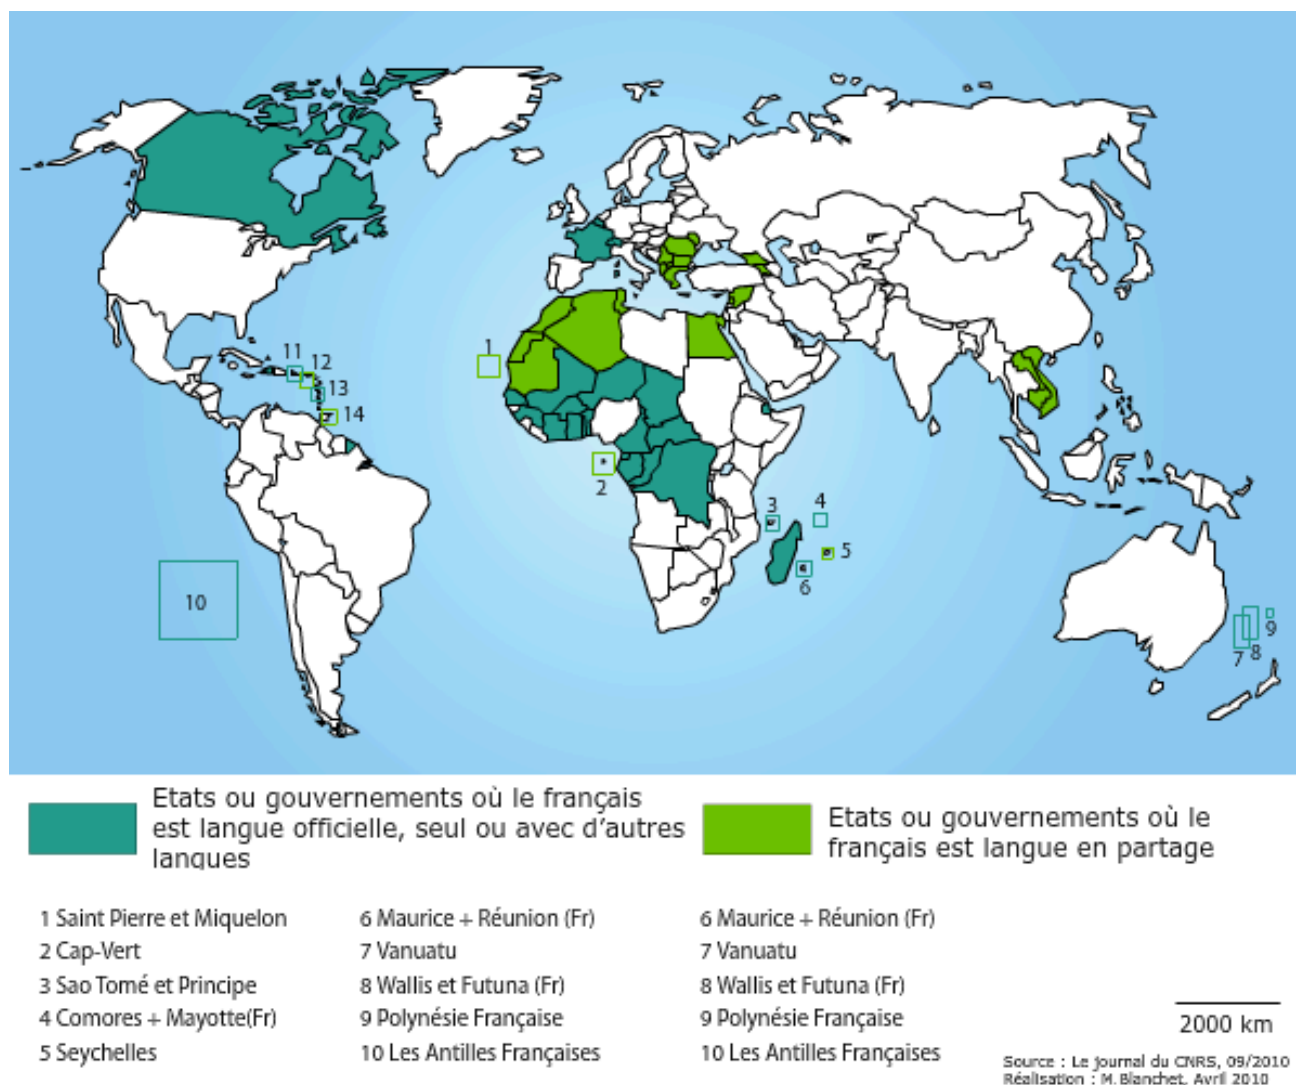 11
12
13
14
1
2
3
4
5
6
10
9
7
8
Etats ou gouvernements où le français
est langue officielle, seul ou avec d'autres
langues
Etats ou gouvernements où le
français est langue en partage
1 Saint Pierre et Miquelon
2 Cap-Vert
3 Sao Tomé et Principe
4 Comores + Mayotte(Fr)
5 Seychelles
6 Maurice + Réunion (Fr)
7 Vanuatu
8 Wallis et Futuna (Fr)
9 Polynésie Française
10 Les Antilles Françaises
6 Maurice + Réunion (Fr)
7 Vanuatu
8 Wallis et Futuna (Fr)
9 Polynésie Française
10 Les Antilles Françaises
2000 km
Source : Le journal du CNRS, 09/2010
Réalisation : M.Blanchet, Avril 2010